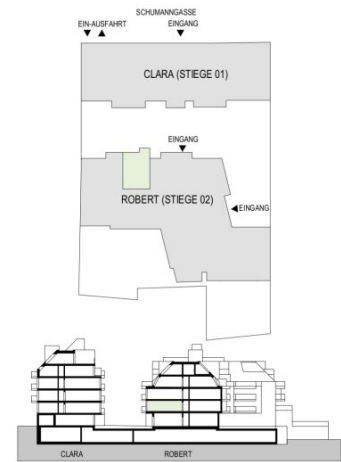 SCHUMANNGASSE
EIN-AUSFAHRT EINGANG
CLARA (STIEGE 01)
EINGANG
ROBERT (STIEGE 02)
EINGANG
CLARA ROBERT